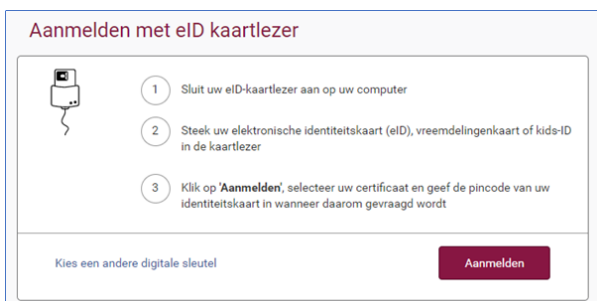 Aanmelden met eID kaartlezer
1 Sluit uw eID-kaartlezer aan op uw computer
2 Steek uw elektronische identiteitskaart (eID), vreemdelingenkaart of kids-ID
in de kaartlezer
3 Klik op 'Aanmelden', selecteer uw certificaat en geef de pincode van uw
identiteitskaart in wanneer daarom gevraagd wordt
Kies een andere digitale sleutel
Aanmelden